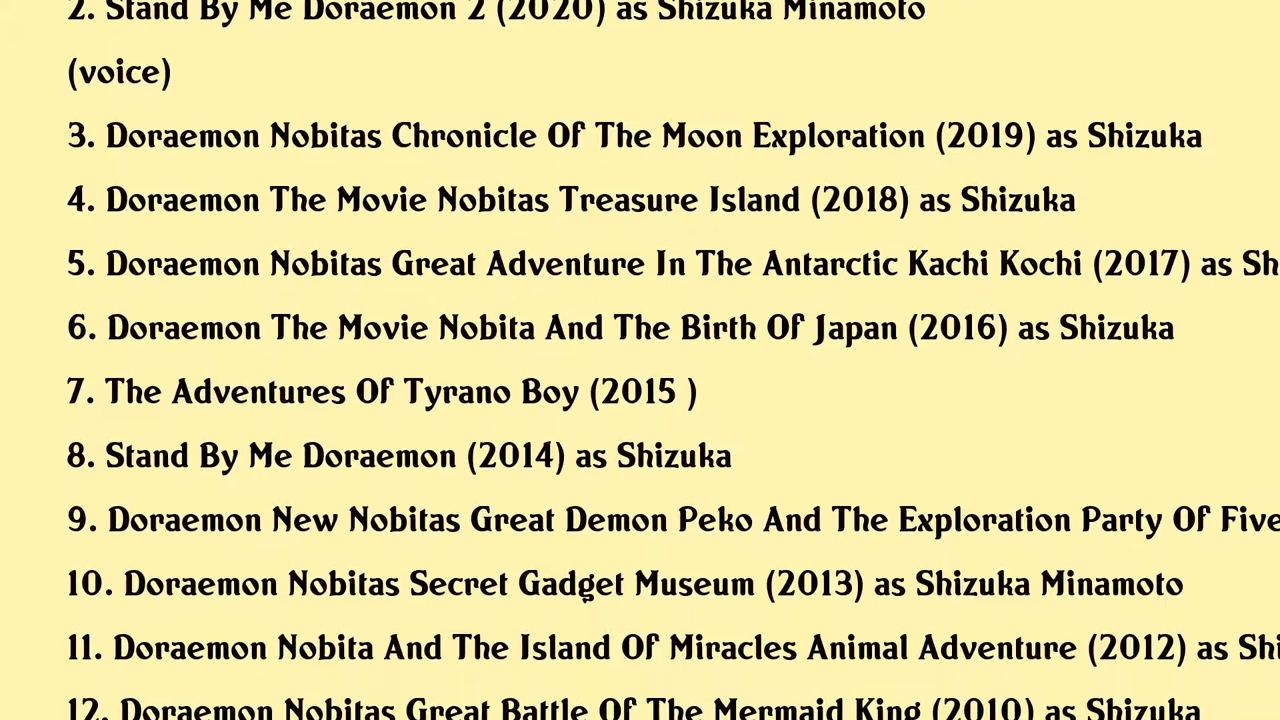 2. Stand By Me Doraemon 2 (2020) as Shizuka Minamoto
(voice)
3. Doraemon Nobitas Chronicle Of The Moon Exploration (2019) as Shizuka
4. Doraemon The Movie Nobitas Treasure Island (2018) as Shizuka
5. Doraemon Nobitas Great Adventure In The Antarctic Kachi Kochi (2017) as Sh
6. Doraemon The Movie Nobita And The Birth Of Japan (2016) as Shizuka
7. The Adventures Of Tyrano Boy (2015 )
8. Stand By Me Doraemon (2014) as Shizuka
9. Doraemon New Nobitas Great Demon Peko And The Exploration Party Of Five
10. Doraemon Nobitas Secret Gadget Museum (2013) as Shizuka Minamoto
11. Doraemon Nobita And The Island Of Miracles Animal Adventure (2012) as Shi
12. Doraemon Nobitas Great Battle Of The Mermaid King (2010) as Shizuka